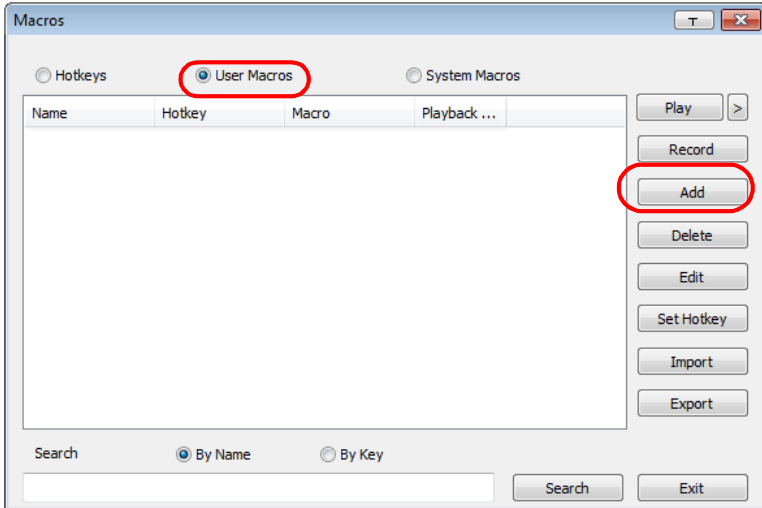 Macros
Hotkeys User Macros System Macros
Name Hotkey Macro Playback ... Play >
Record
Add
Delete
Edit
Set Hotkey
Import
Export
Search By Name By Key
Search Exit